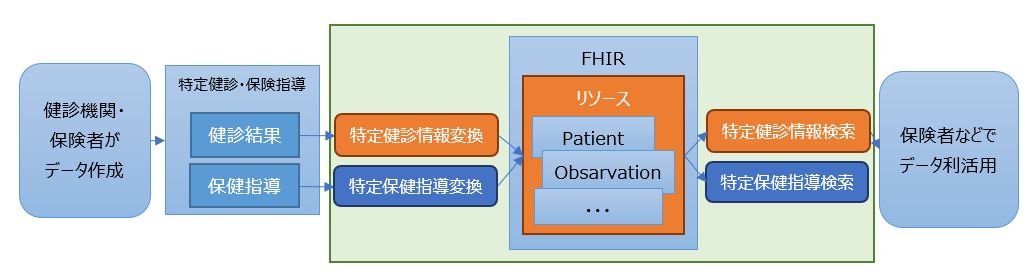 健診機関・
保険者が
データ作成
特定健診・保険指導
健診結果
保健指導
特定健診情報変換
特定保健指導変換
FHIR
リソース
Patient
Obsarvation
...
特定健診情報検索
特定保健指導検索
保険者などで
データ利活用